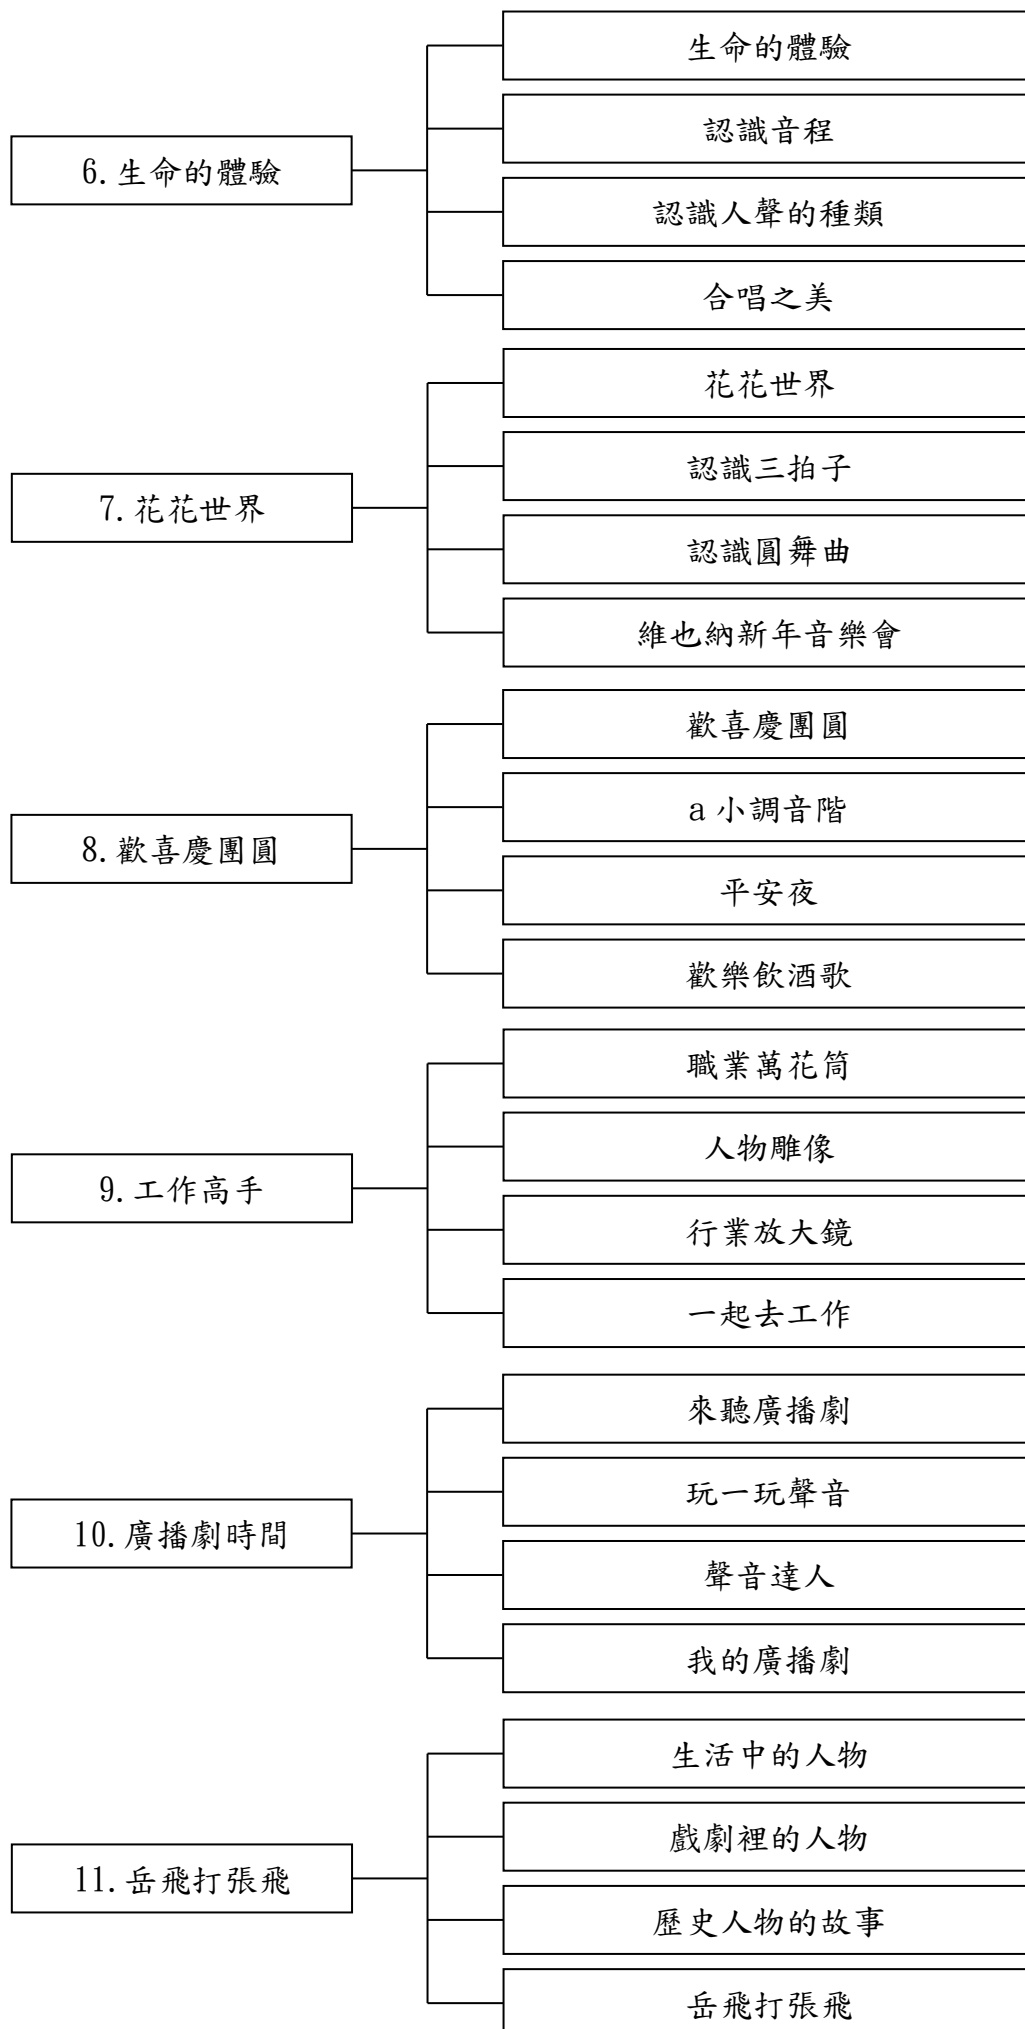 6.生命的體驗
生命的體驗
認識音程
認識人聲的種類
合唱之美
7.花花世界
花花世界
認識三拍子
認識圓舞曲
維也納新年音樂會
8.歡喜慶團圓
歡喜慶團圓
a 小調音階
平安夜
歡樂飲酒歌
9.工作高手
職業萬花筒
人物雕像
行業放大鏡
一起去工作
10.廣播劇時間
來聽廣播劇
玩一玩聲音
聲音達人
我的廣播劇
11.岳飛打張飛
生活中的人物
戲劇裡的人物
歷史人物的故事
岳飛打張飛